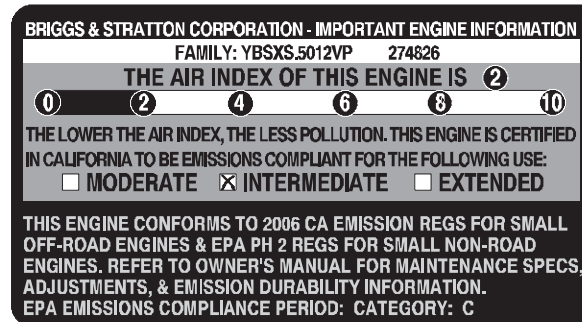 BRIGGS & STRATTON CORPORATION - IMPORTANT ENGINE INFORMATION
FAMILY: YBSXS.5012VP 274826
THE AIR INDEX OF THIS ENGINE IS 2
0 2 4 6 8 10
THE LOWER THE AIR INDEX, THE LESS POLLUTION. THIS ENGINE IS CERTIFIED
IN CALIFORNIA TO BE EMISSIONS COMPLIANT FOR THE FOLLOWING USE:
☐ MODERATE ☒ INTERMEDIATE ☐ EXTENDED
THIS ENGINE CONFORMS TO 2006 CA EMISSION REGS FOR SMALL
OFF-ROAD ENGINES & EPA PH 2 REGS FOR SMALL NON-ROAD
ENGINES. REFER TO OWNER'S MANUAL FOR MAINTENANCE SPECS,
ADJUSTMENTS, & EMISSION DURABILITY INFORMATION.
EPA EMISSIONS COMPLIANCE PERIOD: CATEGORY: C